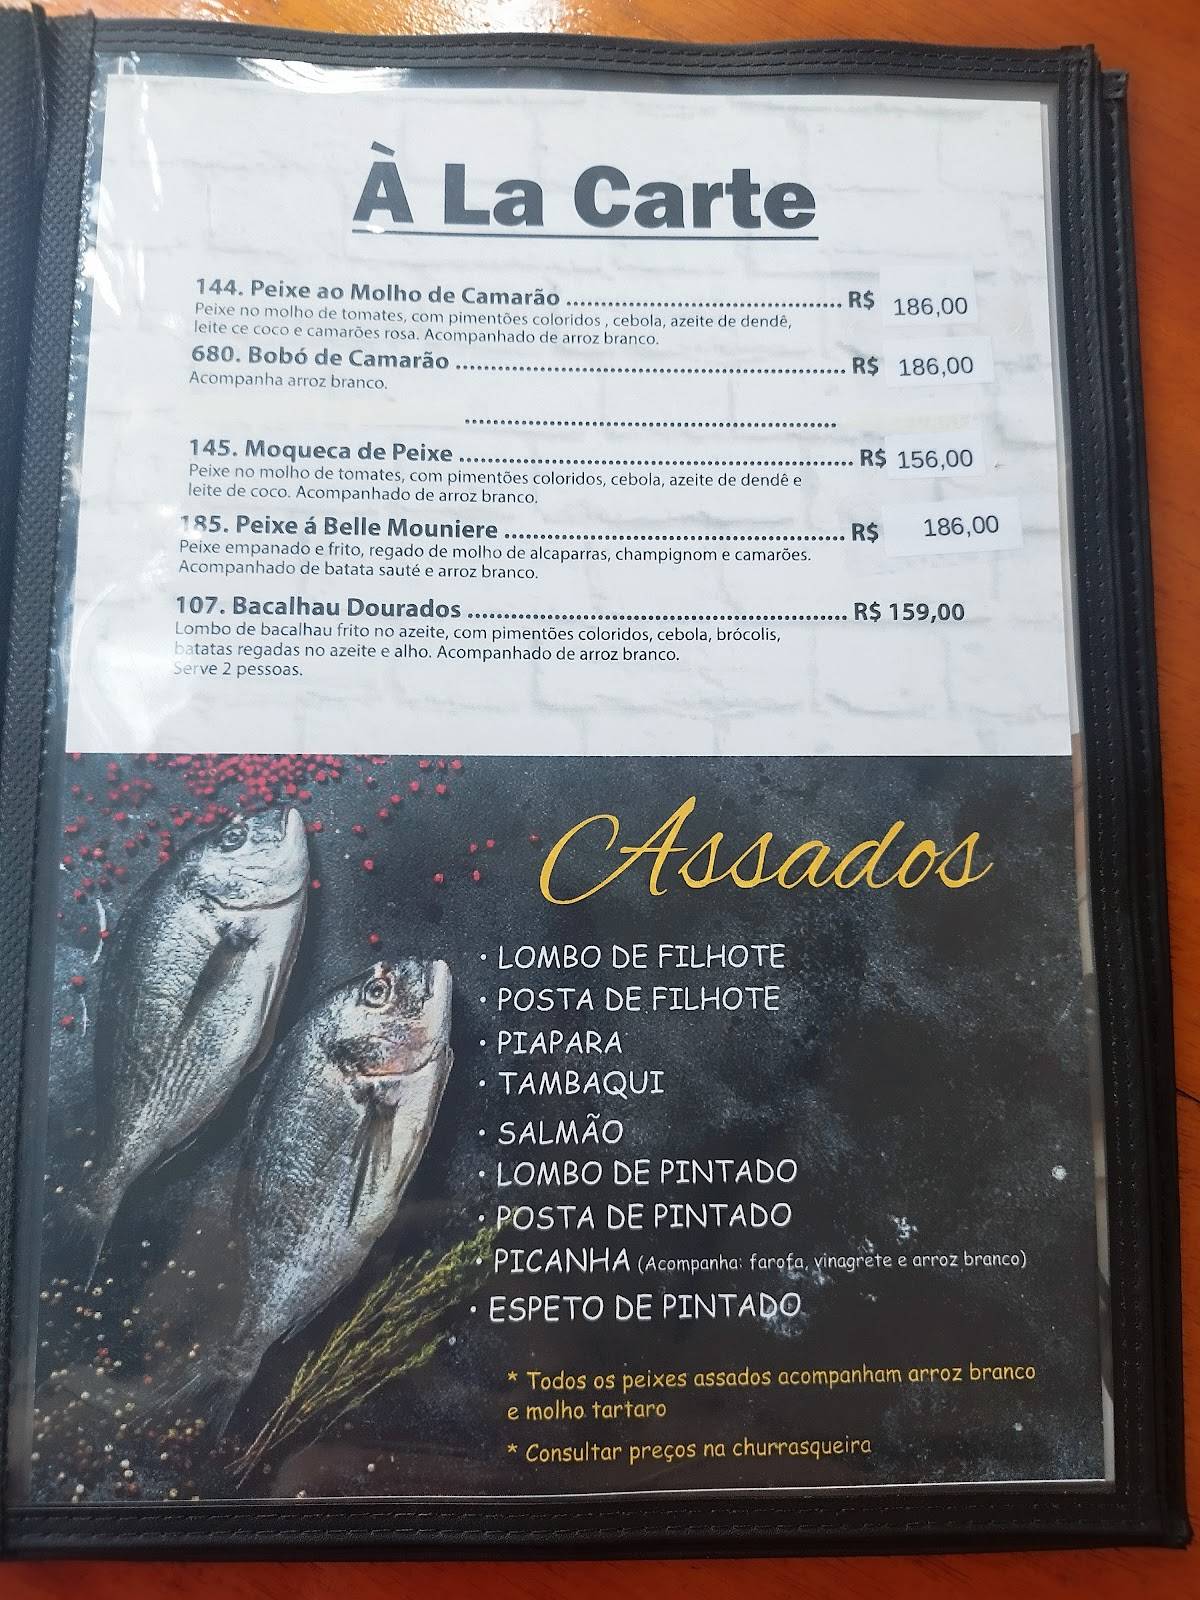 À La Carte
144. Peixe ao Molho de Camarão ........................................ R$ 186,00
Peixe no molho de tomates, com pimentões coloridos , cebola, azeite de dendê,
leite ce coco e camarões rosa. Acompanhado de arroz branco.
680. Bobó de Camarão ........................................................ R$ 186,00
Acompanha arroz branco.
......................................................
145. Moqueca de Peixe ......................................................... R$ 156,00
Peixe no molho de tomates, com pimentões coloridos, cebola, azeite de dendê e
leite de coco. Acompanhado de arroz branco.
185. Peixe á Belle Mouniere ................................................. R$ 186,00
Peixe empanado e frito, regado de molho de alcaparras, champignom e camarões.
Acompanhado de batata sauté e arroz branco.
107. Bacalhau Dourados ....................................................... R$ 159,00
Lombo de bacalhau frito no azeite, com pimentões coloridos, cebola, brócolis,
batatas regadas no azeite e alho. Acompanhado de arroz branco.
Serve 2 pessoas.
Assados
· LOMBO DE FILHOTE
· POSTA DE FILHOTE
· PIAPARA
· TAMBAQUI
· SALMÃO
· LOMBO DE PINTADO
· POSTA DE PINTADO
· PICANHA (Acompanha: farofa, vinagrete e arroz branco)
· ESPETO DE PINTADO
* Todos os peixes assados acompanham arroz branco
e molho tartaro
* Consultar preços na churrasqueira